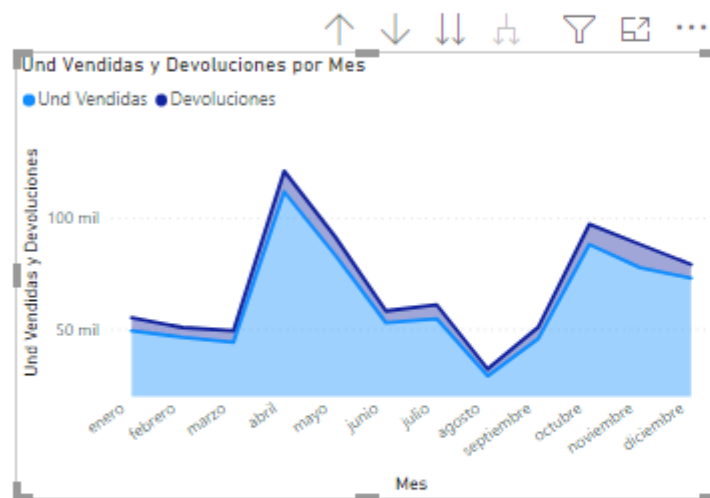 Und Vendidas y Devoluciones por Mes
Und Vendidas Devoluciones
Und Vendidas y Devoluciones
100 mil
50 mil
enero
febrero
marzo
abril
mayo
junio
julio
agosto
septiembre
octubre
noviembre
diciembre
Mes